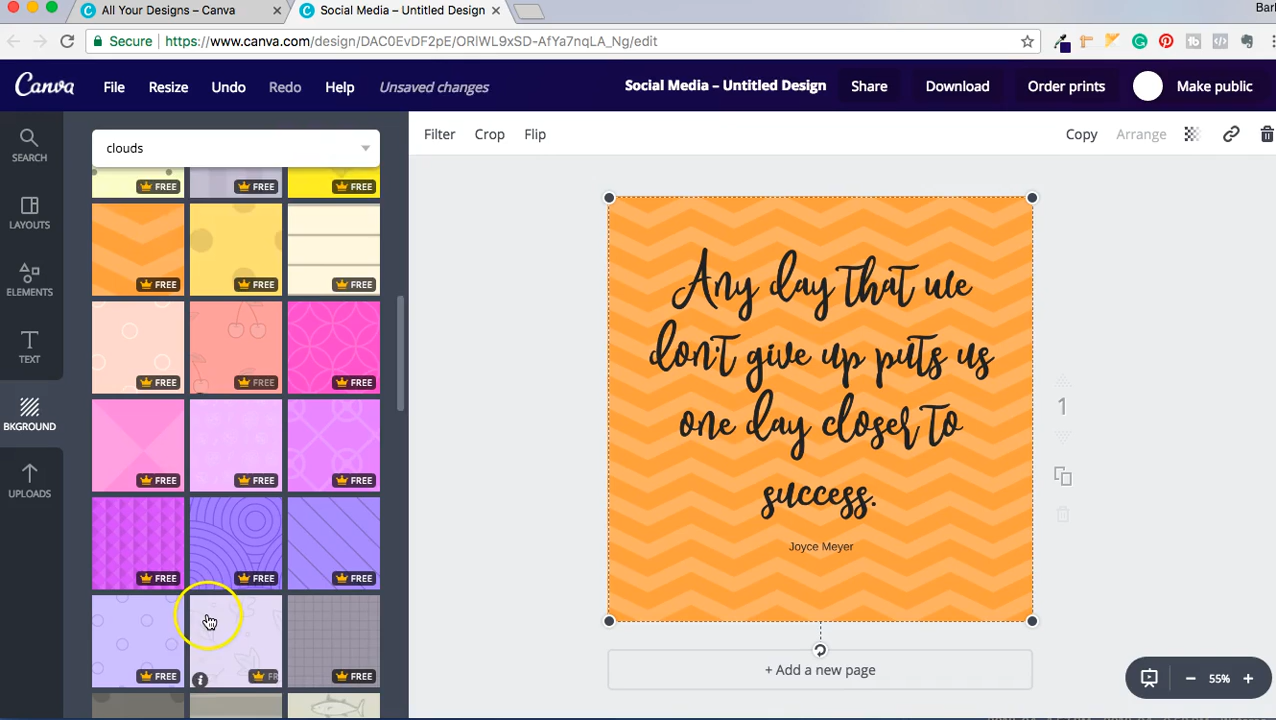 All Your Designs – Canva
Social Media – Untitled Design
Barl
Secure
https://www.canva.com/design/DAC0EvDF2pE/ORlWL9xSD-AfYa7nqLA_Ng/edit
Canva
File
Resize
Undo
Redo
Help
Unsaved changes
Social Media – Untitled Design
Share
Download
Order prints
Make public
SEARCH
LAYOUTS
ELEMENTS
TEXT
BKGROUND
UPLOADS
clouds
FREE FREE FREE
FREE FREE FREE
FREE FREE FREE
FREE FREE FREE
FREE FREE FREE
FREE FR FREE
Filter
Crop
Flip
Copy
Arrange
Any day that we
don't give up puts us
one day closer to
success.
Joyce Meyer
1
+ Add a new page
55%